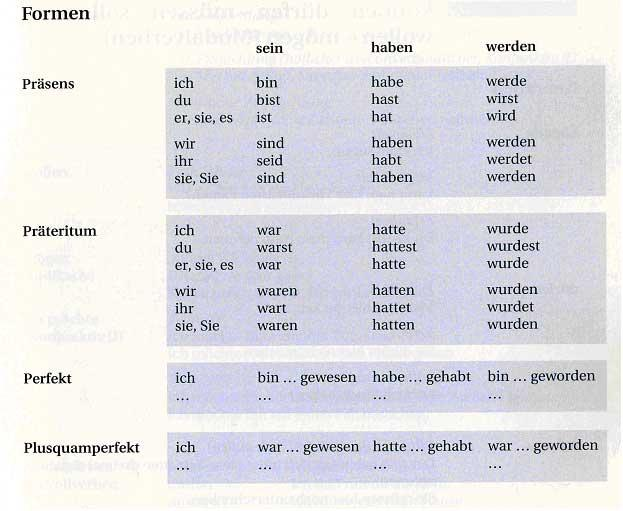 Formen
sein haben werden
Präsens ich bin habe werde
du bist hast wirst
er, sie, es ist hat wird
wir sind haben werden
ihr seid habt werdet
sie, Sie sind haben werden
Präteritum ich war hatte wurde
du warst hattest wurdest
er, sie, es war hatte wurde
wir waren hatten wurden
ihr wart hattet wurdet
sie, Sie waren hatten wurden
Perfekt ich bin … gewesen habe … gehabt bin … geworden
… … … …
Plusquamperfekt ich war … gewesen hatte … gehabt war … geworden
… … … …